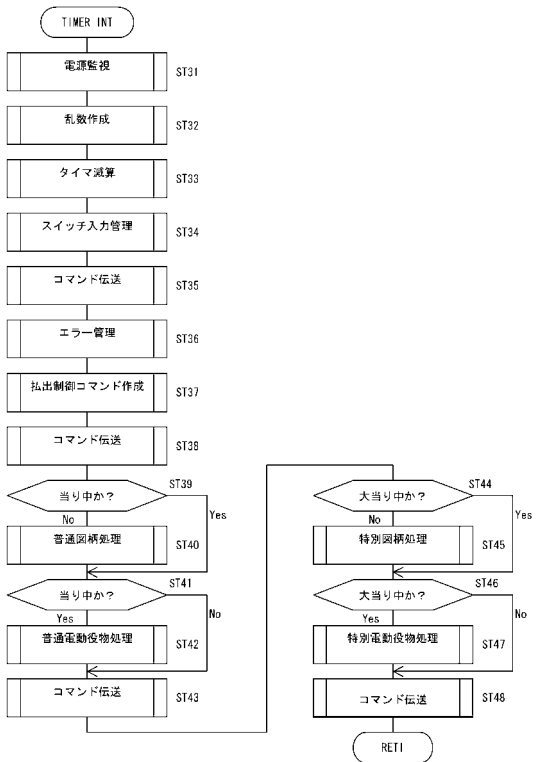 TIMER INT
電源監視
ST31
乱数作成
ST32
タイマ減算
ST33
スイッチ入力管理
ST34
コマンド伝送
ST35
エラー管理
ST36
払出制御コマンド作成
ST37
コマンド伝送
ST38
当り中か?
ST39
Yes
No
普通図柄処理
ST40
当り中か?
ST41
Yes
No
普通電動役物処理
ST42
コマンド伝送
ST43
大当り中か?
ST44
Yes
No
特別図柄処理
ST45
大当り中か?
ST46
Yes
No
特別電動役物処理
ST47
コマンド伝送
ST48
RETI